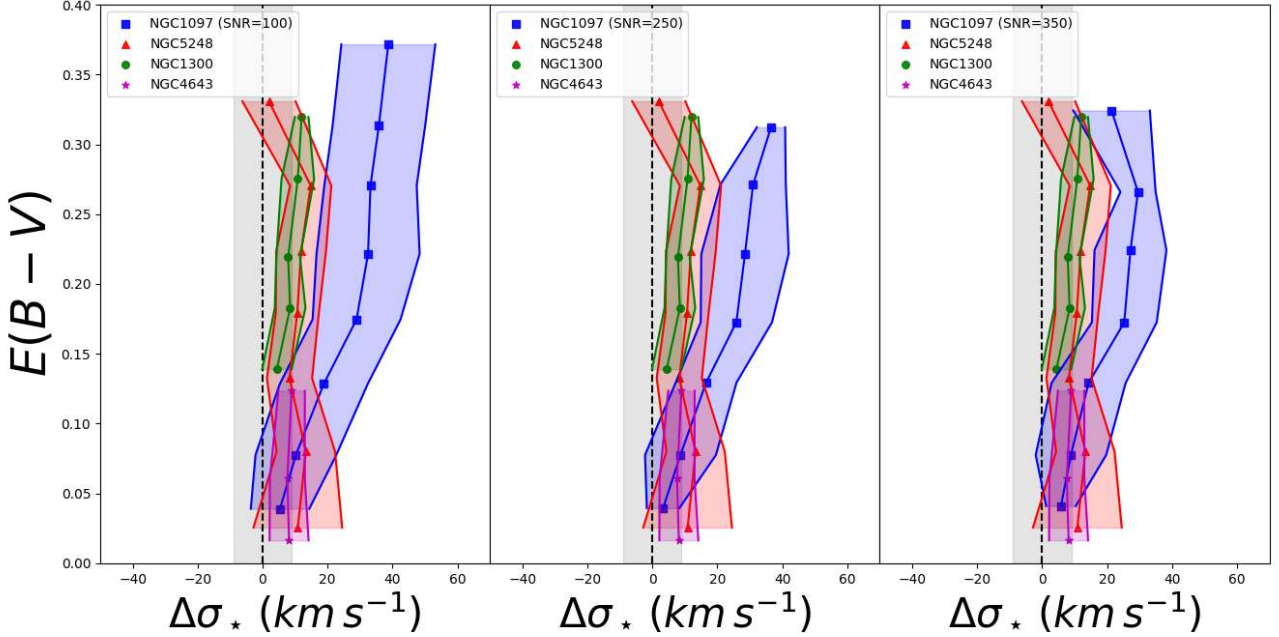 E(B − V)
0.40
0.35
0.30
0.25
0.20
0.15
0.10
0.05
0.00
NGC1097 (SNR=100)
NGC5248
NGC1300
NGC4643
−40 −20 0 20 40 60
Δσ⋆ (km s⁻¹)
NGC1097 (SNR=250)
NGC5248
NGC1300
NGC4643
−40 −20 0 20 40 60
Δσ⋆ (km s⁻¹)
NGC1097 (SNR=350)
NGC5248
NGC1300
NGC4643
−40 −20 0 20 40 60
Δσ⋆ (km s⁻¹)